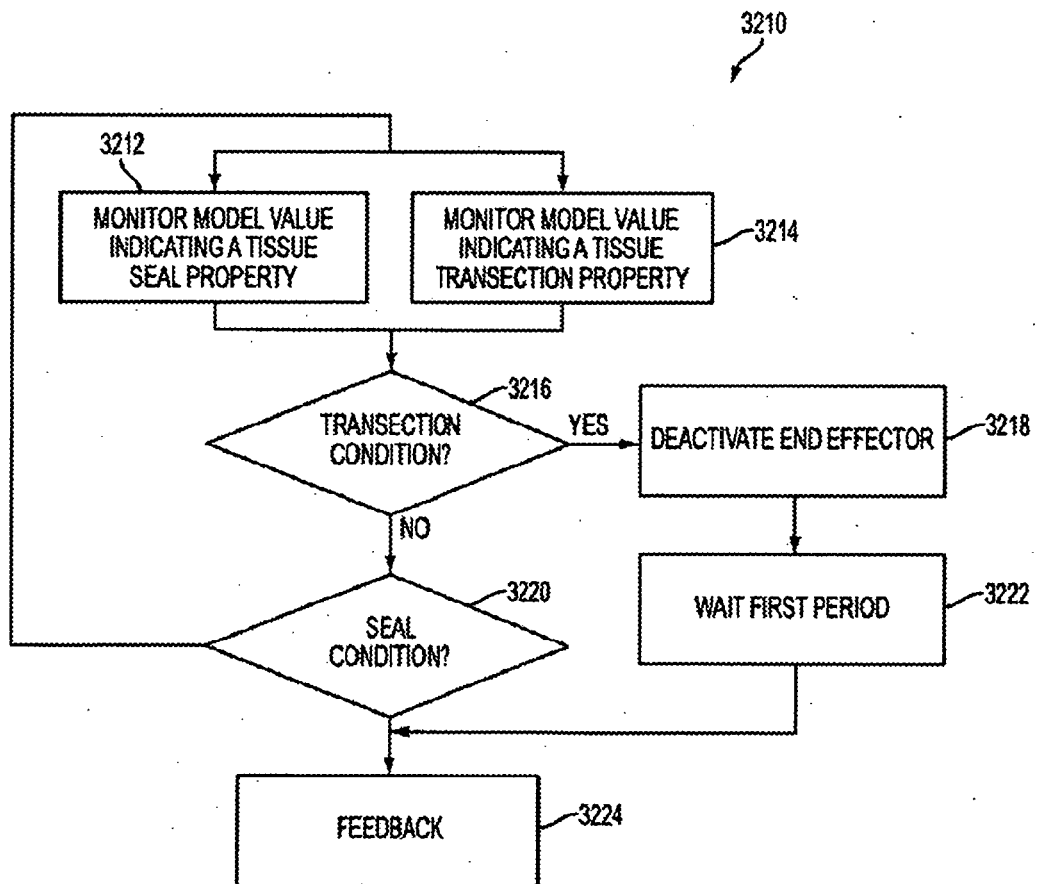 3210
3212
MONITOR MODEL VALUE
INDICATING A TISSUE
SEAL PROPERTY
MONITOR MODEL VALUE
INDICATING A TISSUE
TRANSECTION PROPERTY
3214
3216
TRANSECTION
CONDITION?
YES
DEACTIVATE END EFFECTOR
3218
NO
3220
SEAL
CONDITION?
WAIT FIRST PERIOD
3222
FEEDBACK
3224